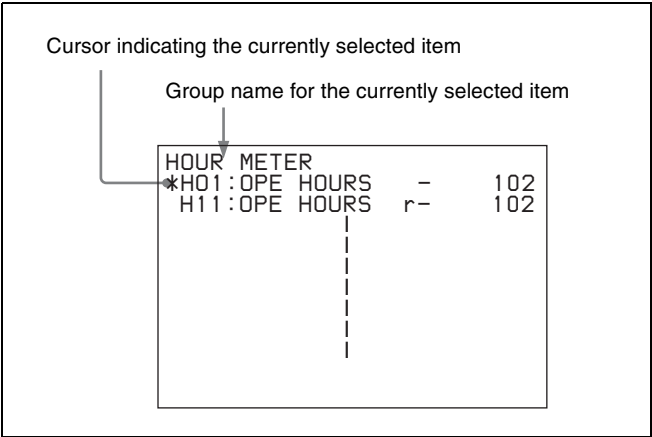 Cursor indicating the currently selected item
Group name for the currently selected item
HOUR METER
*H01:OPE HOURS - 102
H11:OPE HOURS r- 102